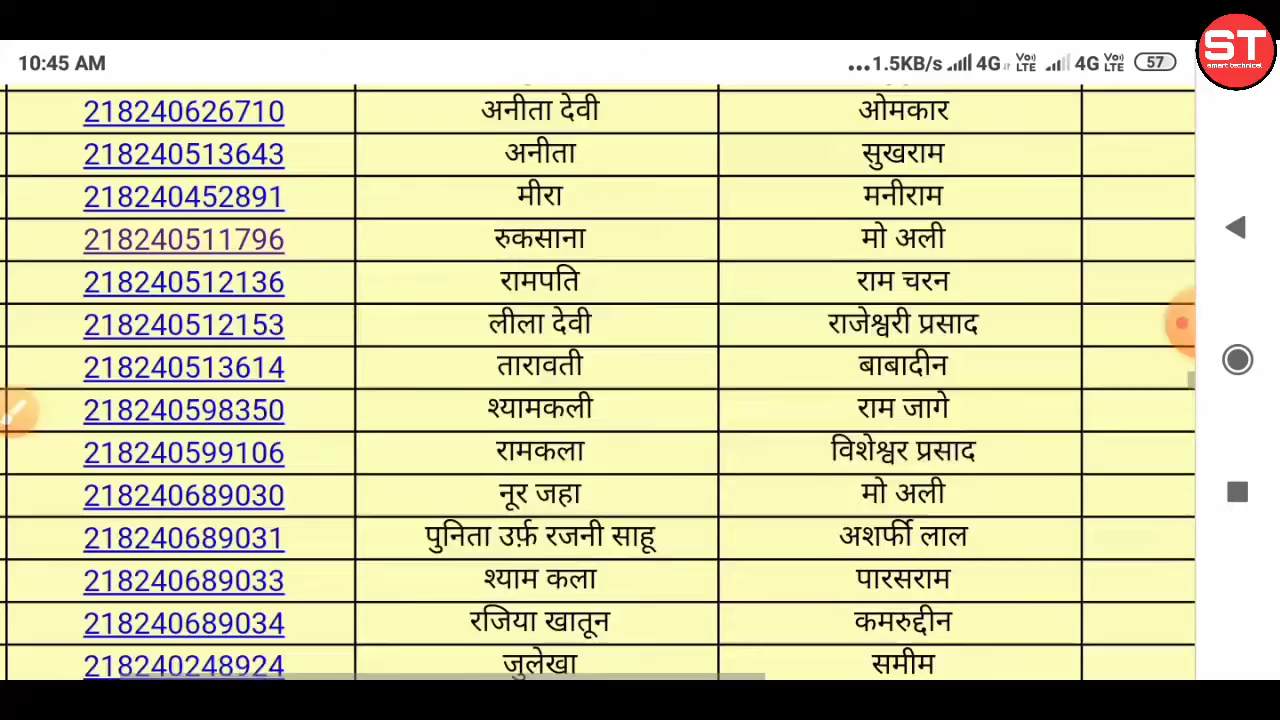 10:45 AM ...1.5KB/s 4G Vo) LTE 4G Vo) LTE 57
ST
smart technical
218240626710 अनीता देवी ओमकार
218240513643 अनीता सुखराम
218240452891 मीरा मनीराम
218240511796 रुकसाना मो अली
218240512136 रामपति राम चरन
218240512153 लीला देवी राजेश्वरी प्रसाद
218240513614 तारावती बाबादीन
218240598350 श्यामकली राम जागे
218240599106 रामकला विशेश्वर प्रसाद
218240689030 नूर जहा मो अली
218240689031 पुनिता उर्फ़ रजनी साहू अशर्फी लाल
218240689033 श्याम कला पारसराम
218240689034 रजिया खातून कमरुद्दीन
218240248924 जुलेखा समीम